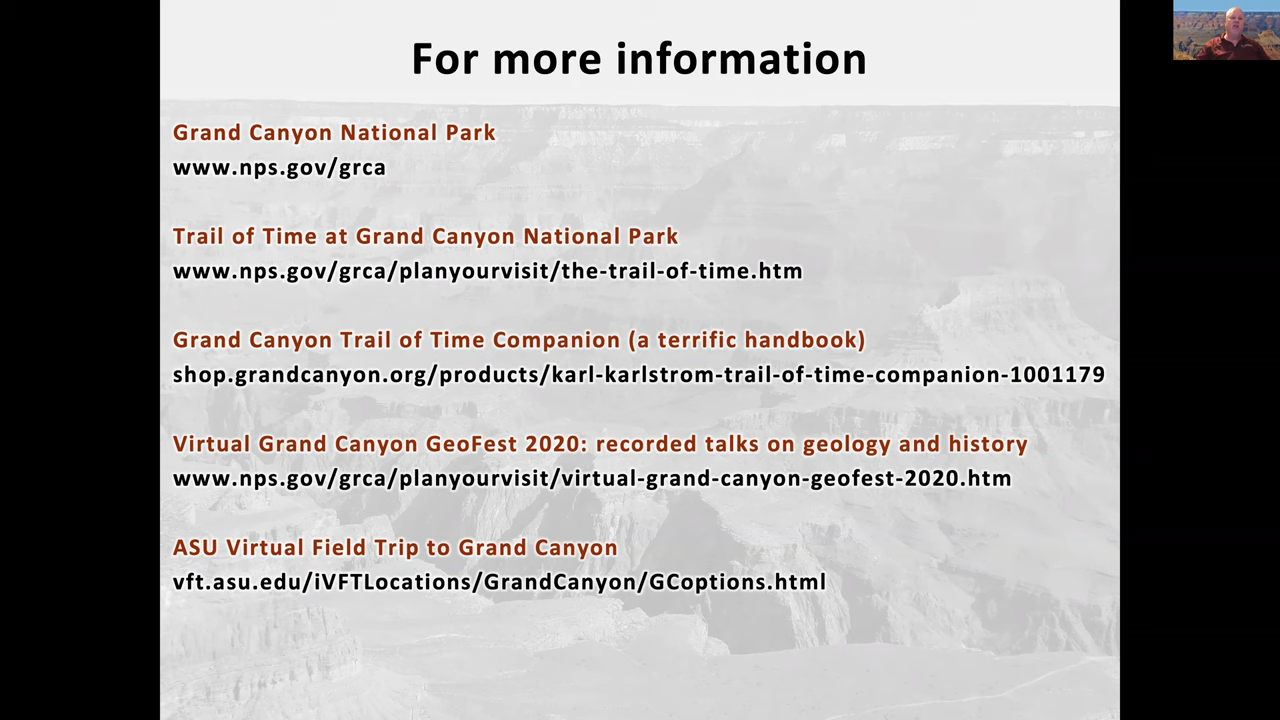 For more information
Grand Canyon National Park
www.nps.gov/grca
Trail of Time at Grand Canyon National Park
www.nps.gov/grca/planyourvisit/the-trail-of-time.htm
Grand Canyon Trail of Time Companion (a terrific handbook)
shop.grandcanyon.org/products/karl-karlstrom-trail-of-time-companion-1001179
Virtual Grand Canyon GeoFest 2020: recorded talks on geology and history
www.nps.gov/grca/planyourvisit/virtual-grand-canyon-geofest-2020.htm
ASU Virtual Field Trip to Grand Canyon
vft.asu.edu/iVFTLocations/GrandCanyon/GCoptions.html